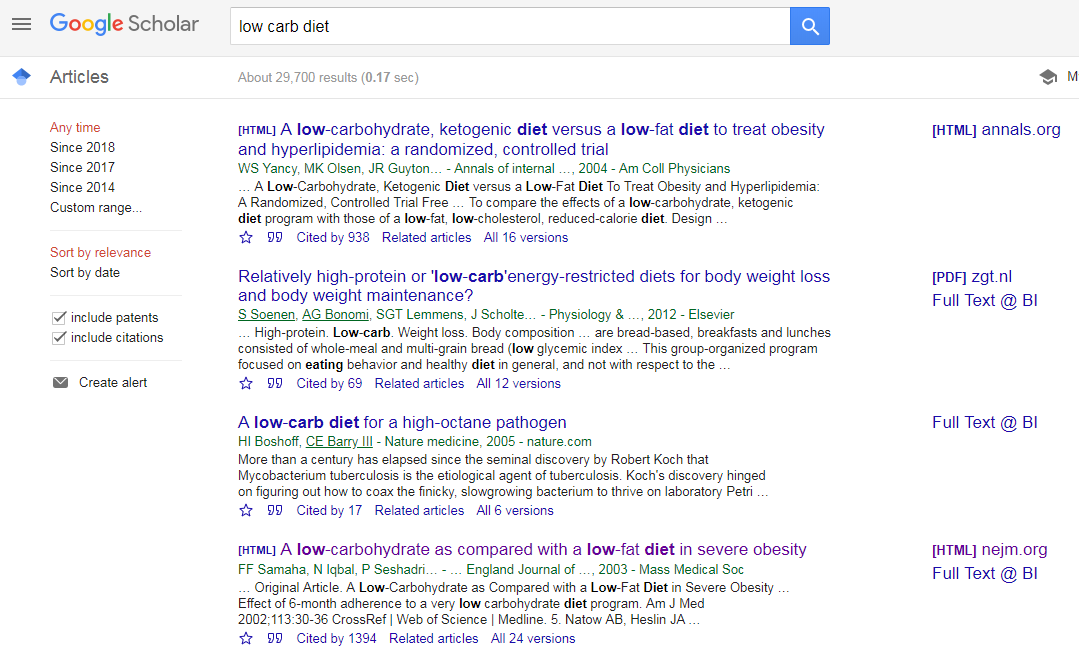 Google Scholar
low carb diet
Articles
About 29,700 results (0.17 sec)
M
Any time
Since 2018
Since 2017
Since 2014
Custom range...
Sort by relevance
Sort by date
include patents
include citations
Create alert
[HTML] A low-carbohydrate, ketogenic diet versus a low-fat diet to treat obesity
and hyperlipidemia: a randomized, controlled trial
WS Yancy, MK Olsen, JR Guyton… - Annals of internal …, 2004 - Am Coll Physicians
… A Low-Carbohydrate, Ketogenic Diet versus a Low-Fat Diet To Treat Obesity and Hyperlipidemia:
A Randomized, Controlled Trial Free … To compare the effects of a low-carbohydrate, ketogenic
diet program with those of a low-fat, low-cholesterol, reduced-calorie diet. Design …
Cited by 938 Related articles All 16 versions
[HTML] annals.org
Relatively high-protein or 'low-carb'energy-restricted diets for body weight loss
and body weight maintenance?
S Soenen, AG Bonomi, SGT Lemmens, J Scholte… - Physiology & …, 2012 - Elsevier
… High-protein. Low-carb. Weight loss. Body composition … are bread-based, breakfasts and lunches
consisted of whole-meal and multi-grain bread (low glycemic index … This group-organized program
focused on eating behavior and healthy diet in general, and not with respect to the …
Cited by 69 Related articles All 12 versions
[PDF] zgt.nl
Full Text @ BI
A low-carb diet for a high-octane pathogen
HI Boshoff, CE Barry III - Nature medicine, 2005 - nature.com
More than a century has elapsed since the seminal discovery by Robert Koch that
Mycobacterium tuberculosis is the etiological agent of tuberculosis. Koch's discovery hinged
on figuring out how to coax the finicky, slowgrowing bacterium to thrive on laboratory Petri …
Cited by 17 Related articles All 6 versions
Full Text @ BI
[HTML] A low-carbohydrate as compared with a low-fat diet in severe obesity
FF Samaha, N Iqbal, P Seshadri… - … England Journal of …, 2003 - Mass Medical Soc
… Original Article. A Low-Carbohydrate as Compared with a Low-Fat Diet in Severe Obesity …
Effect of 6-month adherence to a very low carbohydrate diet program. Am J Med
2002;113:30-36 CrossRef | Web of Science | Medline. 5. Natow AB, Heslin JA …
Cited by 1394 Related articles All 24 versions
[HTML] nejm.org
Full Text @ BI